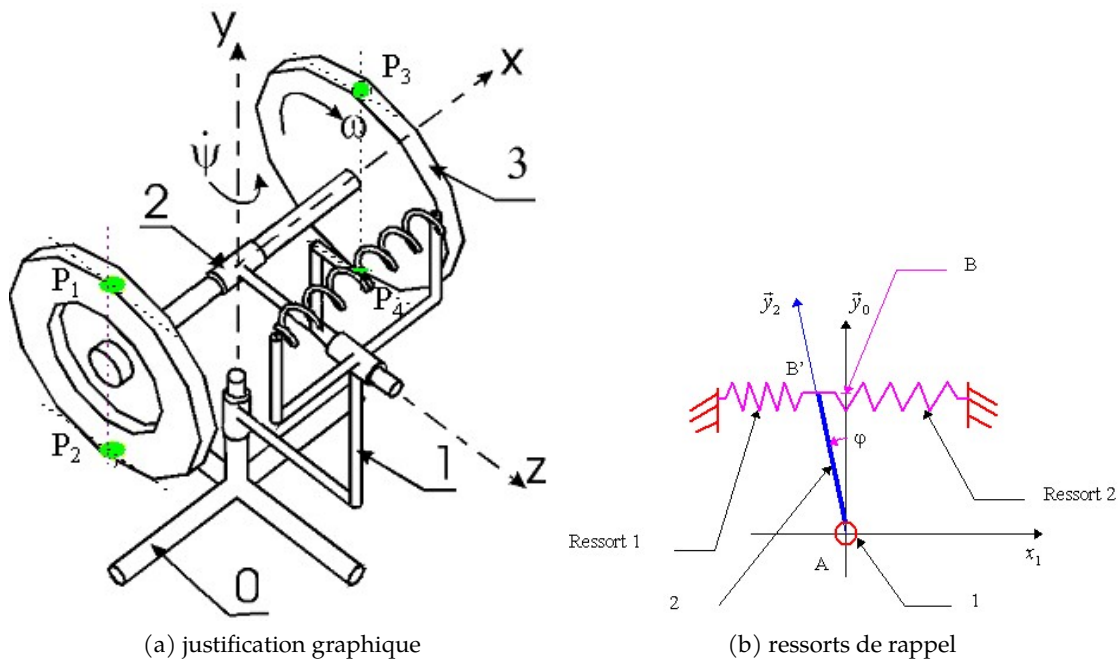 y
x
P₃
ω
ψ̇
3
2
P₁
P₄
P₂
1
z
0
(a) justification graphique
B
y⃗₂
y⃗₀
B'
φ
Ressort 2
Ressort 1
A
x₁
2
1
(b) ressorts de rappel